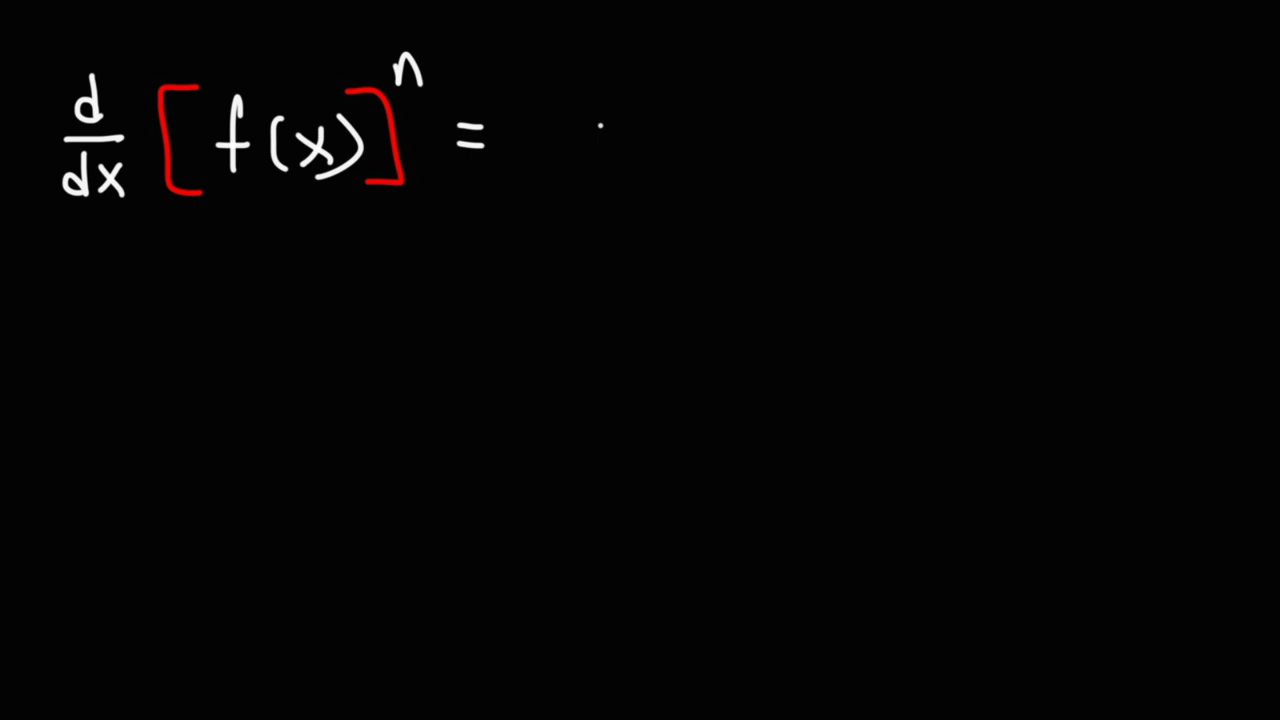 d/dx [f(x)]^n =